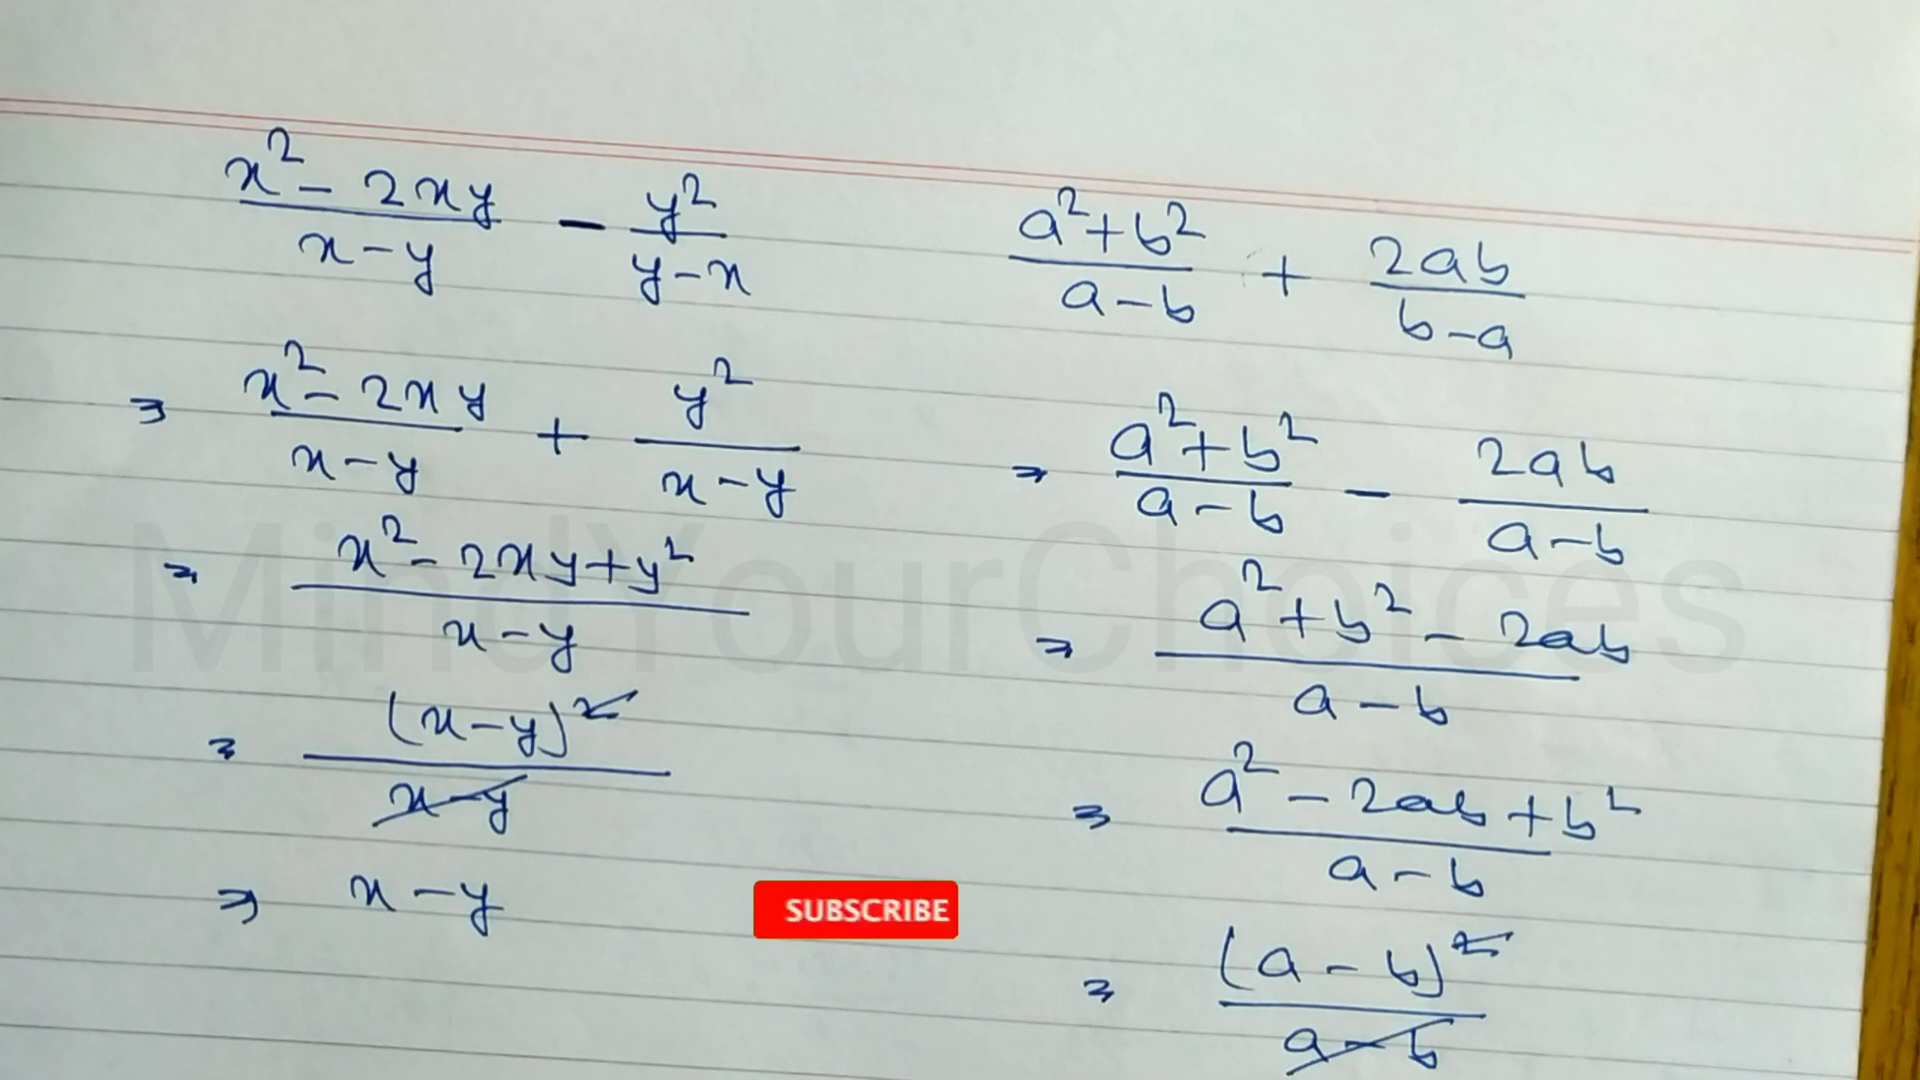 x² - 2xy / x - y - y² / y - x
⇒ x² - 2xy / x - y + y² / x - y
⇒ x² - 2xy + y² / x - y
⇒ (x - y)² / x - y
⇒ x - y
a² + b² / a - b + 2ab / b - a
⇒ a² + b² / a - b - 2ab / a - b
⇒ a² + b² - 2ab / a - b
⇒ a² - 2ab + b² / a - b
⇒ (a - b)² / a - b
MindYourChoices
SUBSCRIBE